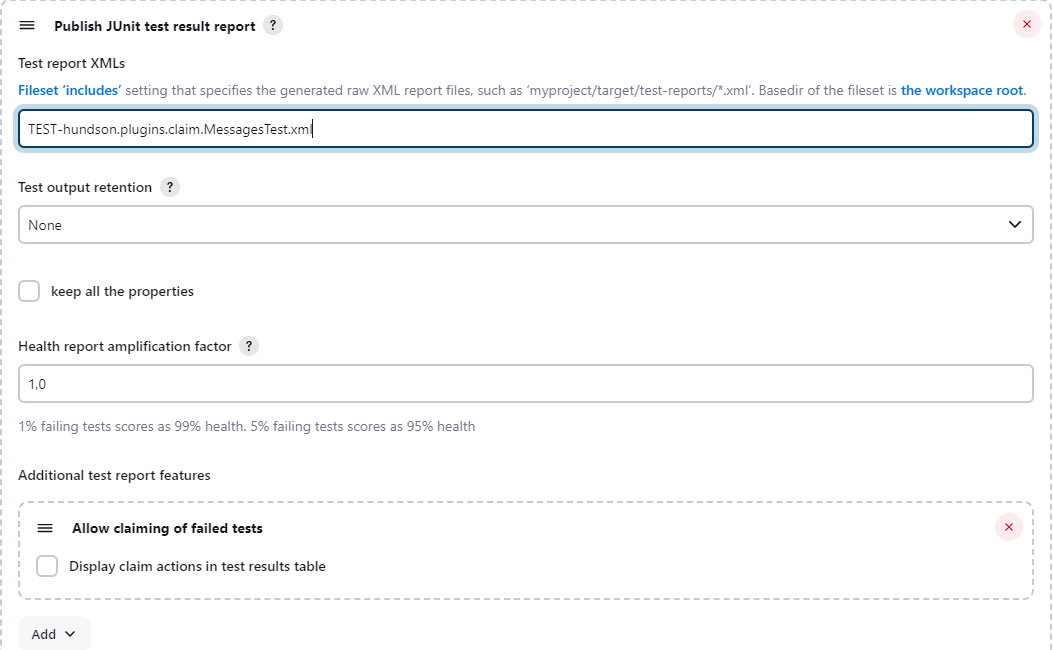 Publish JUnit test result report ?
Test report XMLs
Fileset ‘includes’ setting that specifies the generated raw XML report files, such as ‘myproject/target/test-reports/*.xml’. Basedir of the fileset is the workspace root.
TEST-hundson.plugins.claim.MessagesTest.xml
Test output retention ?
None
keep all the properties
Health report amplification factor ?
1,0
1% failing tests scores as 99% health. 5% failing tests scores as 95% health
Additional test report features
Allow claiming of failed tests
Display claim actions in test results table
Add